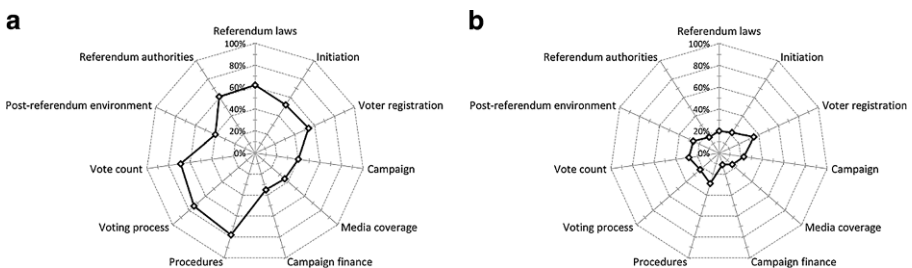 a
Referendum laws
100%
80%
60%
40%
20%
0%
Initiation
Voter registration
Campaign
Media coverage
Campaign finance
Procedures
Voting process
Vote count
Post-referendum environment
Referendum authorities
b
Referendum laws
100%
80%
60%
40%
20%
0%
Initiation
Voter registration
Campaign
Media coverage
Campaign finance
Procedures
Voting process
Vote count
Post-referendum environment
Referendum authorities